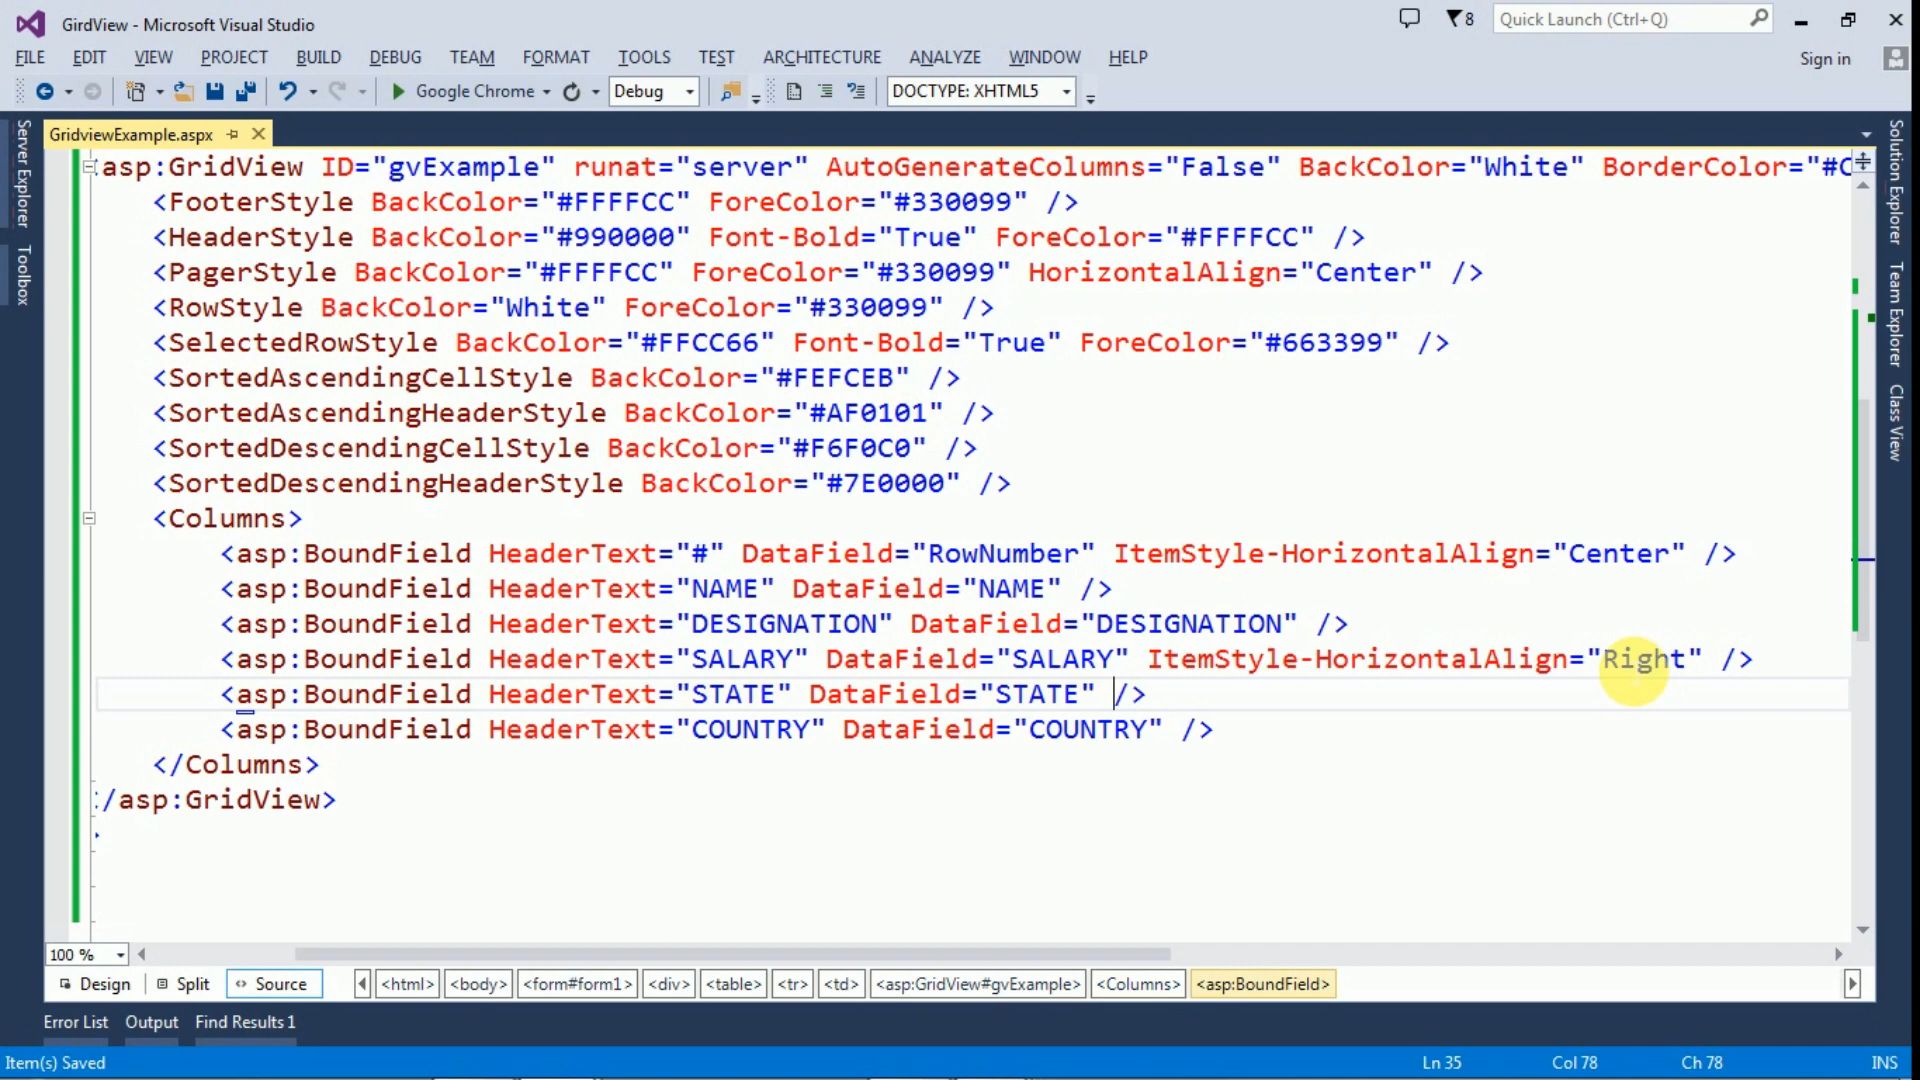 GirdView - Microsoft Visual Studio
8
Quick Launch (Ctrl+Q)
FILE EDIT VIEW PROJECT BUILD DEBUG TEAM FORMAT TOOLS TEST ARCHITECTURE ANALYZE WINDOW HELP
Sign in
Google Chrome
Debug
DOCTYPE: XHTML5
GridviewExample.aspx
Server Explorer
Toolbox
Solution Explorer
Team Explorer
Class View
asp:GridView ID="gvExample" runat="server" AutoGenerateColumns="False" BackColor="White" BorderColor="#C
<FooterStyle BackColor="#FFFFCC" ForeColor="#330099" />
<HeaderStyle BackColor="#990000" Font-Bold="True" ForeColor="#FFFFCC" />
<PagerStyle BackColor="#FFFFCC" ForeColor="#330099" HorizontalAlign="Center" />
<RowStyle BackColor="White" ForeColor="#330099" />
<SelectedRowStyle BackColor="#FFCC66" Font-Bold="True" ForeColor="#663399" />
<SortedAscendingCellStyle BackColor="#FEFCEB" />
<SortedAscendingHeaderStyle BackColor="#AF0101" />
<SortedDescendingCellStyle BackColor="#F6F0C0" />
<SortedDescendingHeaderStyle BackColor="#7E0000" />
<Columns>
<asp:BoundField HeaderText="#" DataField="RowNumber" ItemStyle-HorizontalAlign="Center" />
<asp:BoundField HeaderText="NAME" DataField="NAME" />
<asp:BoundField HeaderText="DESIGNATION" DataField="DESIGNATION" />
<asp:BoundField HeaderText="SALARY" DataField="SALARY" ItemStyle-HorizontalAlign="Right" />
<asp:BoundField HeaderText="STATE" DataField="STATE" />
<asp:BoundField HeaderText="COUNTRY" DataField="COUNTRY" />
</Columns>
/asp:GridView>
>
100 %
Design Split Source <html> <body> <form#form1> <div> <table> <tr> <td> <asp:GridView#gvExample> <Columns> <asp:BoundField>
Error List Output Find Results 1
Item(s) Saved Ln 35 Col 78 Ch 78 INS